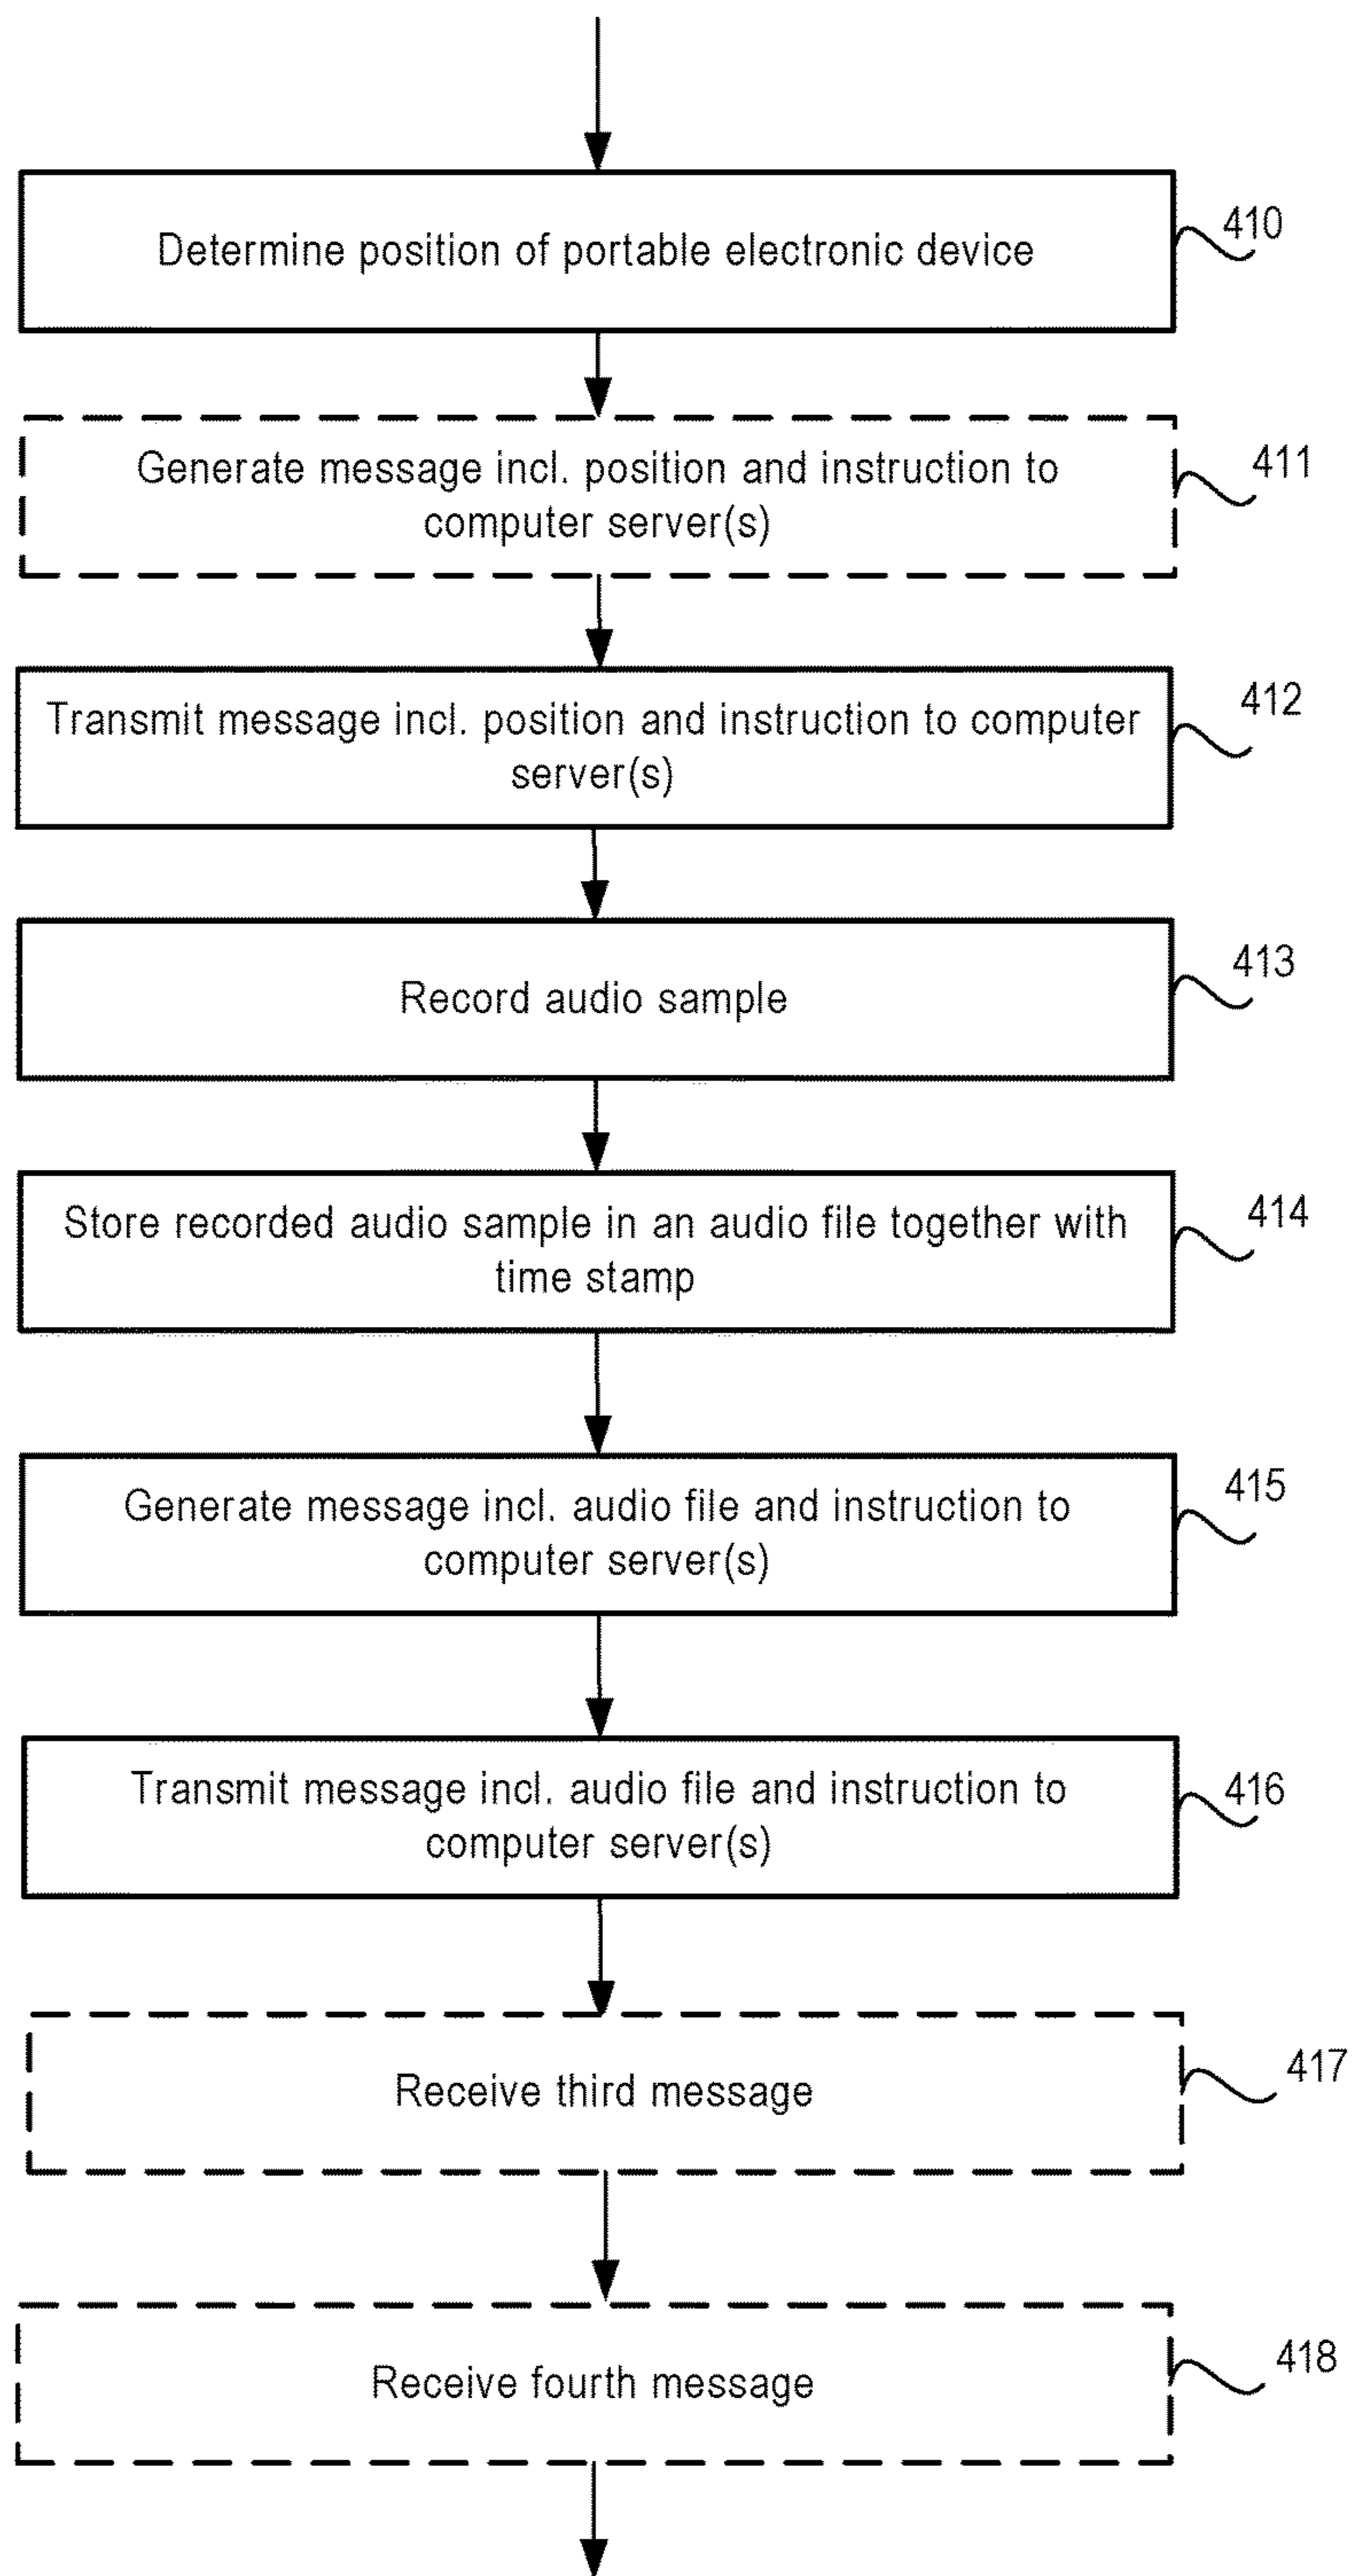 Determine position of portable electronic device
410
Generate message incl. position and instruction to
computer server(s)
411
Transmit message incl. position and instruction to computer
server(s)
412
Record audio sample
413
Store recorded audio sample in an audio file together with
time stamp
414
Generate message incl. audio file and instruction to
computer server(s)
415
Transmit message incl. audio file and instruction to
computer server(s)
416
Receive third message
417
Receive fourth message
418